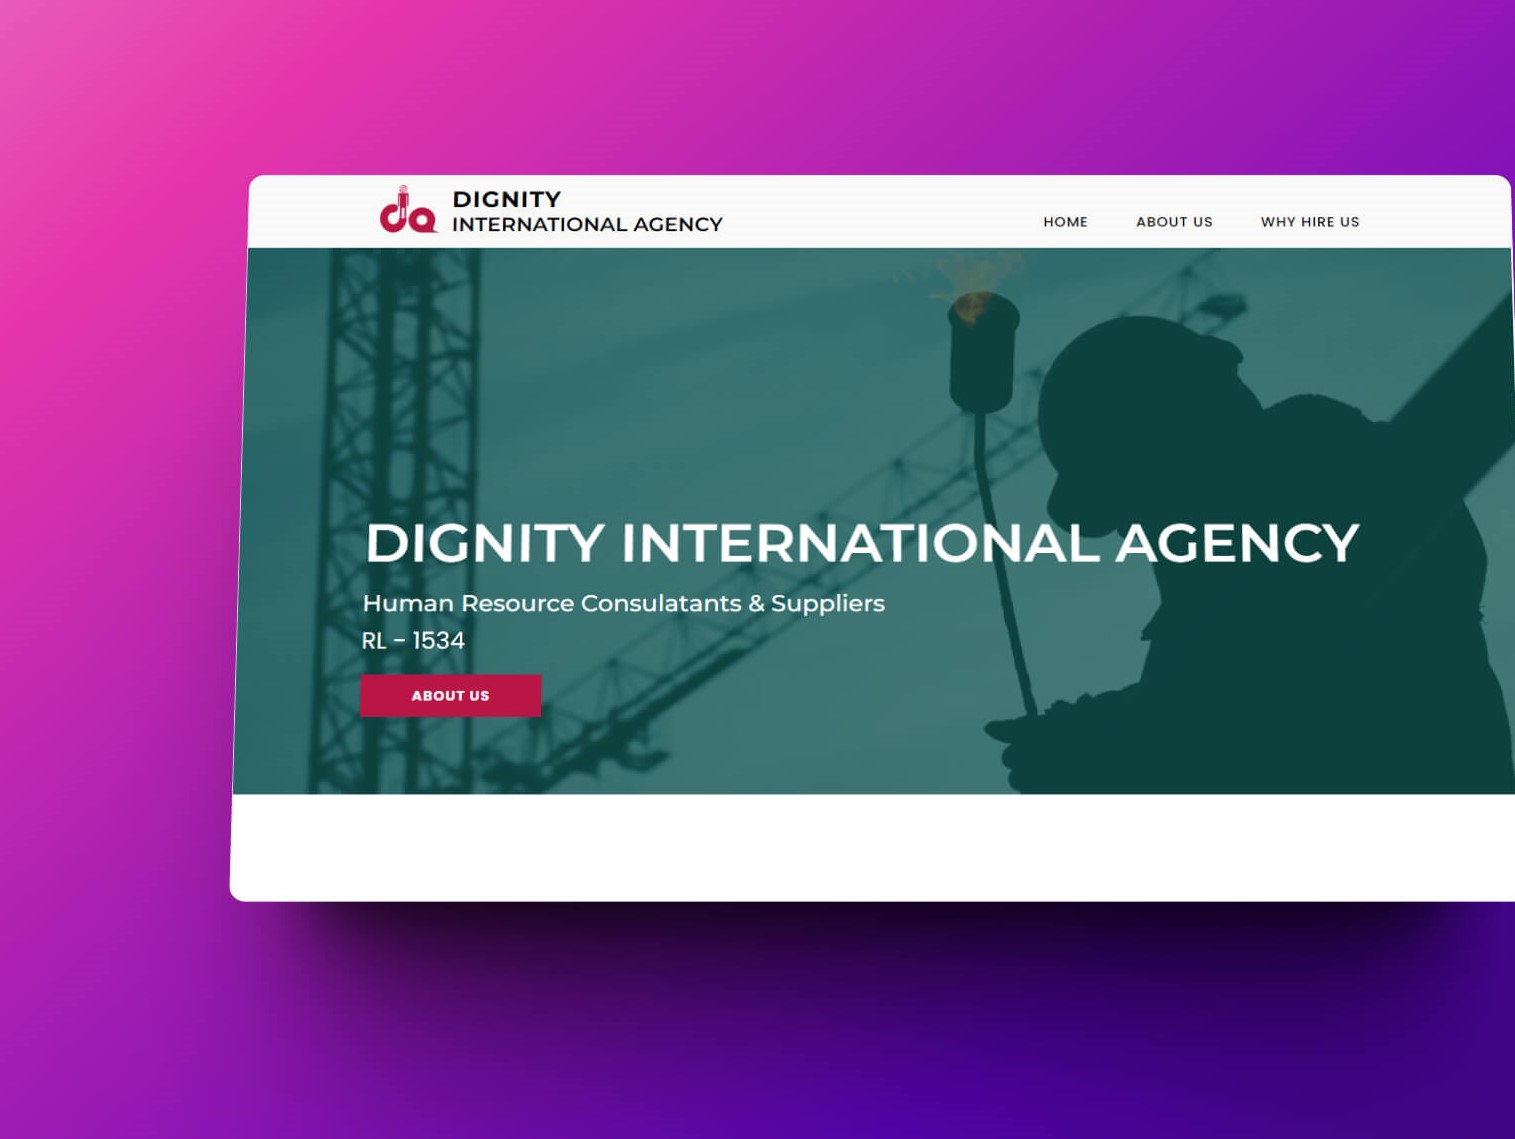 DIGNITY
INTERNATIONAL AGENCY
HOME ABOUT US WHY HIRE US
DIGNITY INTERNATIONAL AGENCY
Human Resource Consulatants & Suppliers
RL - 1534
ABOUT US